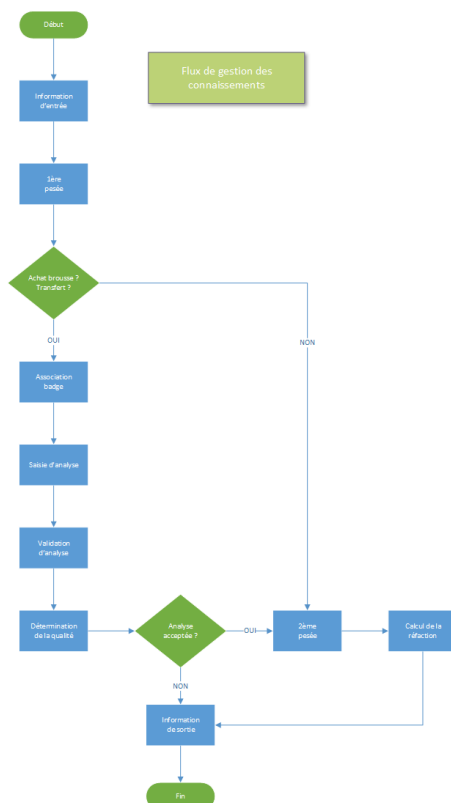 Début
Flux de gestion des
connaissements
Information
d'entrée
1ère
pesée
Achat brousse ?
Transfert ?
OUI
NON
Association
badge
Saisie d'analyse
Validation
d'analyse
Détermination
de la qualité
Analyse
acceptée ?
OUI
2ème
pesée
Calcul de la
réfaction
NON
Information
de sortie
Fin